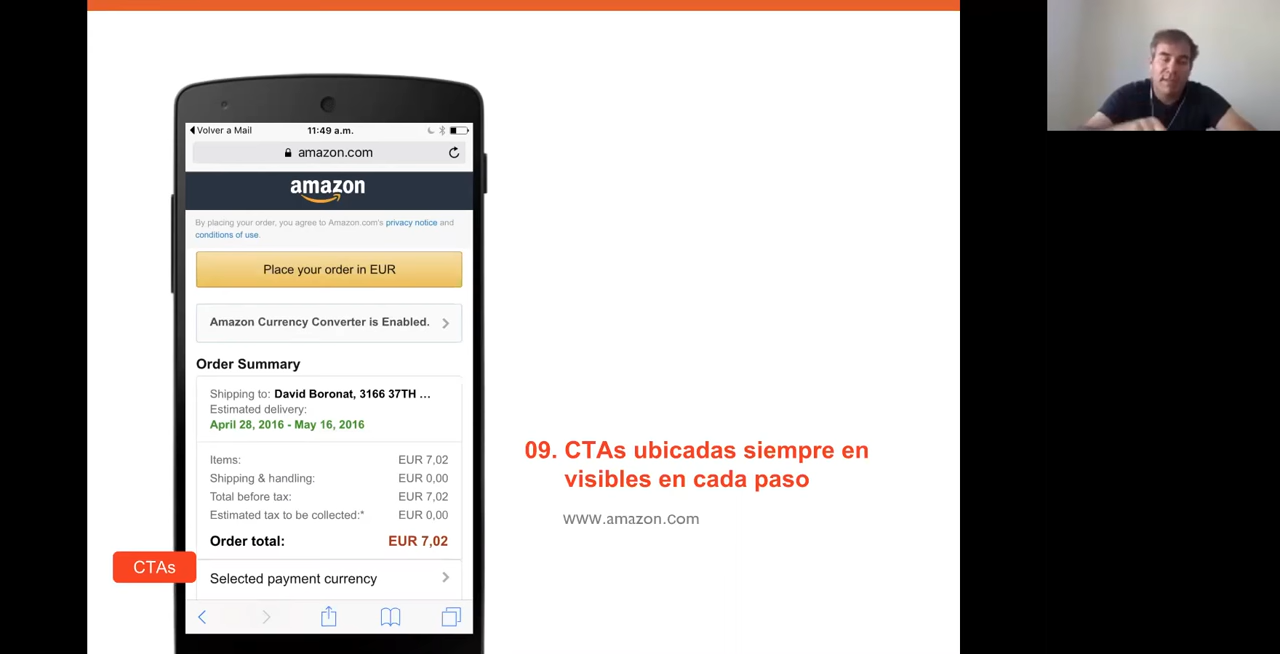 Volver a Mail
11:49 a.m.
amazon.com
amazon
By placing your order, you agree to Amazon.com's privacy notice and
conditions of use.
Place your order in EUR
Amazon Currency Converter is Enabled.
Order Summary
Shipping to: David Boronat, 3166 37TH ...
Estimated delivery:
April 28, 2016 - May 16, 2016
Items: EUR 7,02
Shipping & handling: EUR 0,00
Total before tax: EUR 7,02
Estimated tax to be collected:* EUR 0,00
Order total: EUR 7,02
CTAs
Selected payment currency
09. CTAs ubicadas siempre en
visibles en cada paso
www.amazon.com